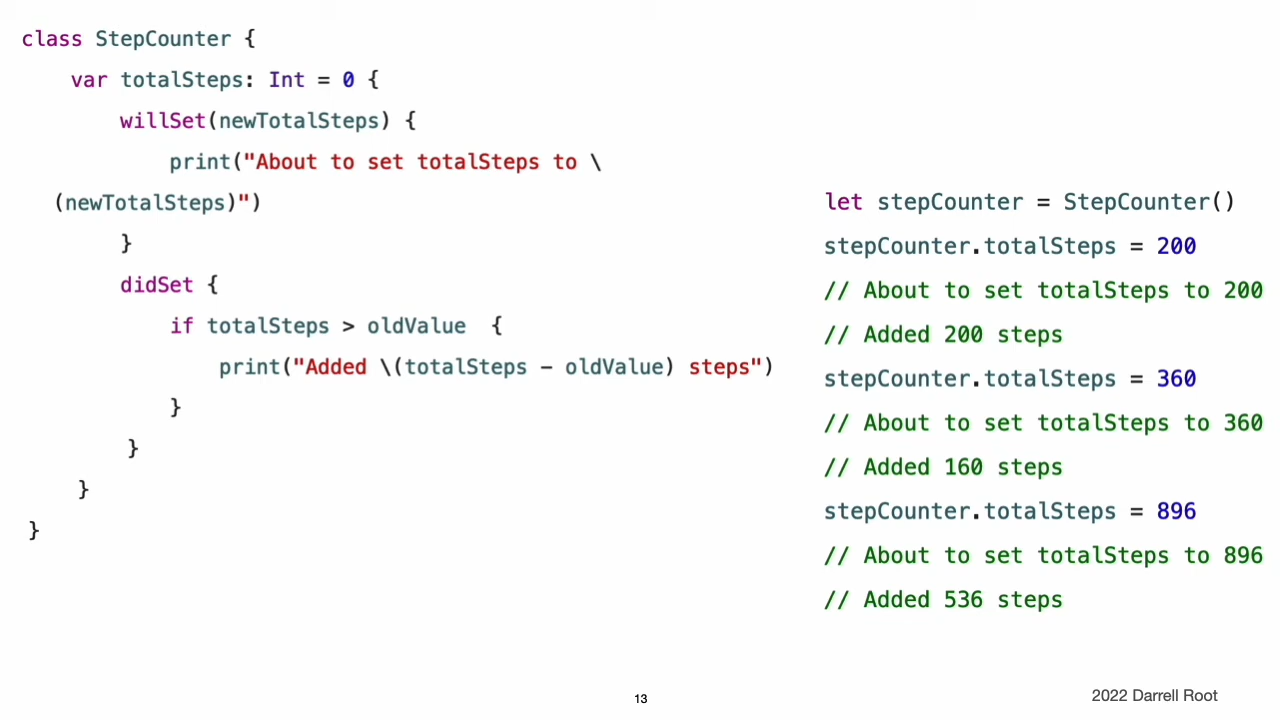 class StepCounter {
var totalSteps: Int = 0 {
willSet(newTotalSteps) {
print("About to set totalSteps to \
(newTotalSteps)")
}
didSet {
if totalSteps > oldValue  {
print("Added \(totalSteps - oldValue) steps")
}
}
}
}
let stepCounter = StepCounter()
stepCounter.totalSteps = 200
// About to set totalSteps to 200
// Added 200 steps
stepCounter.totalSteps = 360
// About to set totalSteps to 360
// Added 160 steps
stepCounter.totalSteps = 896
// About to set totalSteps to 896
// Added 536 steps
13
2022 Darrell Root